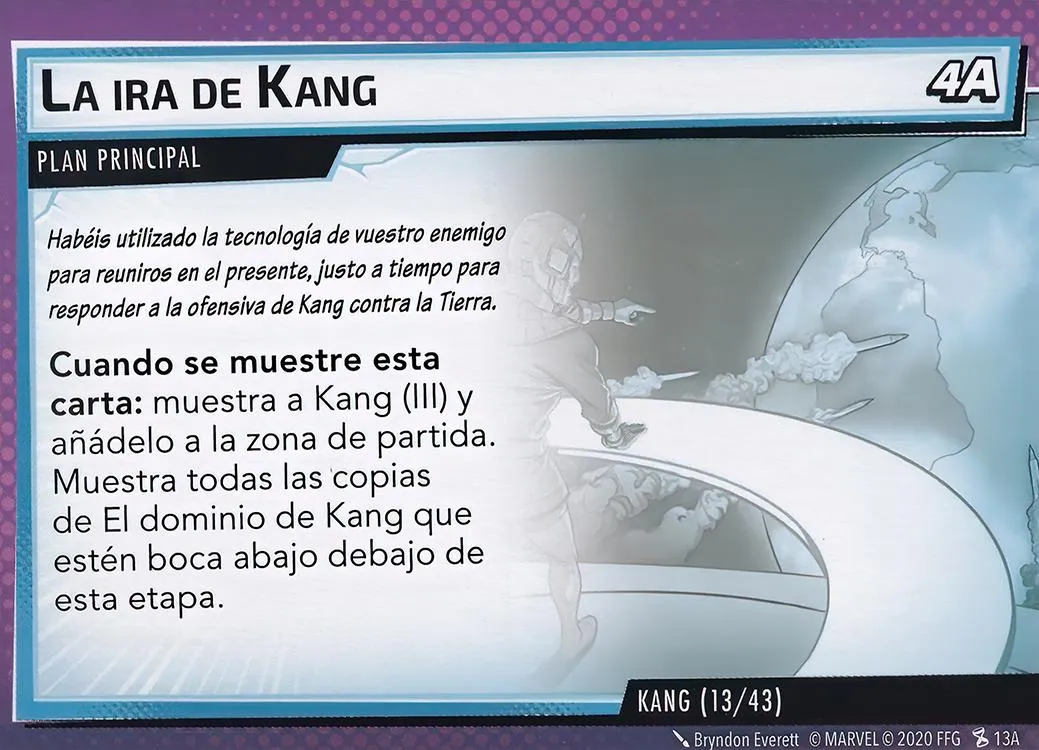 LA IRA DE KANG
4A
PLAN PRINCIPAL
Habéis utilizado la tecnología de vuestro enemigo
para reuniros en el presente, justo a tiempo para
responder a la ofensiva de Kang contra la Tierra.
Cuando se muestre esta
carta: muestra a Kang (III) y
añádelo a la zona de partida.
Muestra todas las copias
de El dominio de Kang que
estén boca abajo debajo de
esta etapa.
KANG (13/43)
Bryndon Everett © MARVEL © 2020 FFG 13A